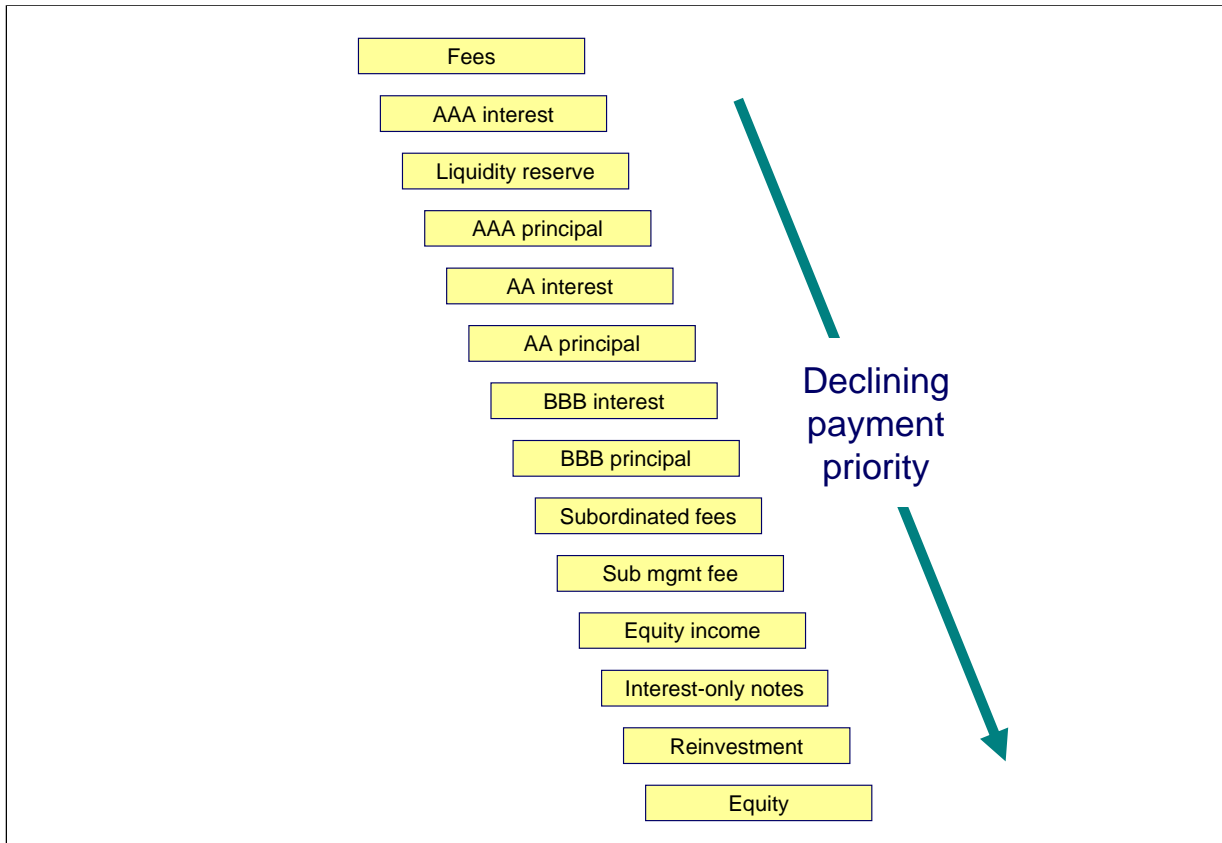 Fees
AAA interest
Liquidity reserve
AAA principal
AA interest
AA principal
BBB interest
BBB principal
Subordinated fees
Sub mgmt fee
Equity income
Interest-only notes
Reinvestment
Equity
Declining
payment
priority